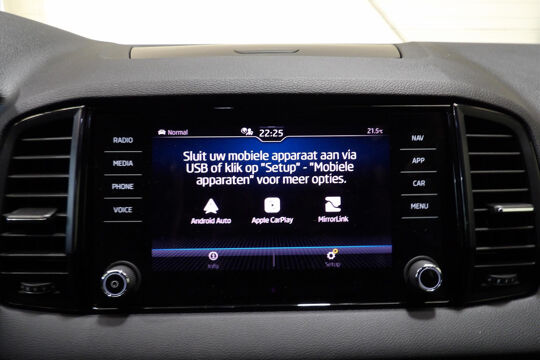 RADIO
MEDIA
PHONE
VOICE
Normal 22:25 21.5°C
Sluit uw mobiele apparaat aan via
USB of klik op "Setup" - "Mobiele
apparaten" voor meer opties.
Android Auto Apple CarPlay MirrorLink
Info Setup
NAV
APP
CAR
MENU